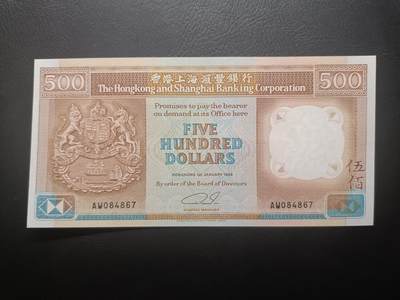 500 香港上海滙豐銀行 500
The Hongkong and Shanghai Banking Corporation
Promises to pay the bearer
on demand at its Office here
FIVE
HUNDRED
DOLLARS
伍佰
By order of the Board of Directors
AW084867 AW084867